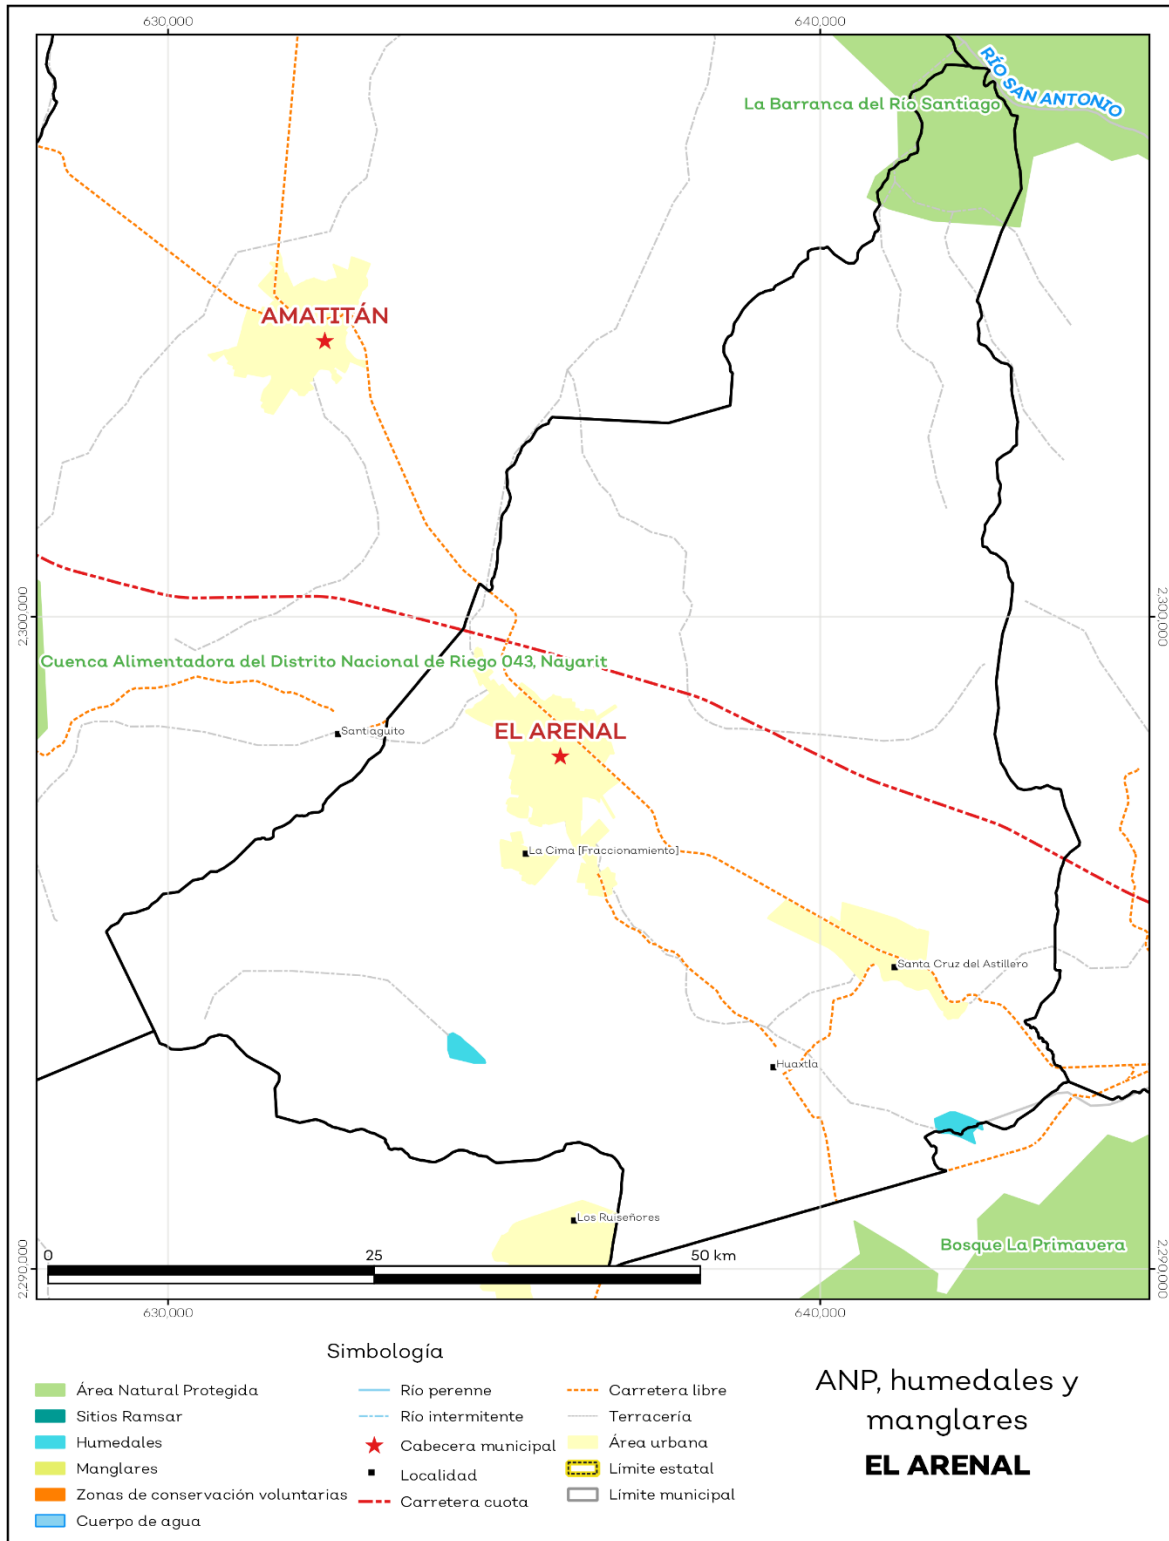 630,000
640,000
RÍO SAN ANTONIO
La Barranca del Río Santiago
AMATITÁN
2,300,000
2,300,000
Cuenca Alimentadora del Distrito Nacional de Riego 043, Nayarit
Santiaguito
EL ARENAL
La Cima [Fraccionamiento]
Santa Cruz del Astillero
Huaxtla
Los Ruiseñores
Bosque La Primavera
0
25
50 km
2,290,000
2,290,000
630,000
640,000
Simbología
Área Natural Protegida
Sitios Ramsar
Humedales
Manglares
Zonas de conservación voluntarias
Cuerpo de agua
Río perenne
Río intermitente
Cabecera municipal
Localidad
Carretera cuota
Carretera libre
Terracería
Área urbana
Límite estatal
Límite municipal
ANP, humedales y
manglares
EL ARENAL